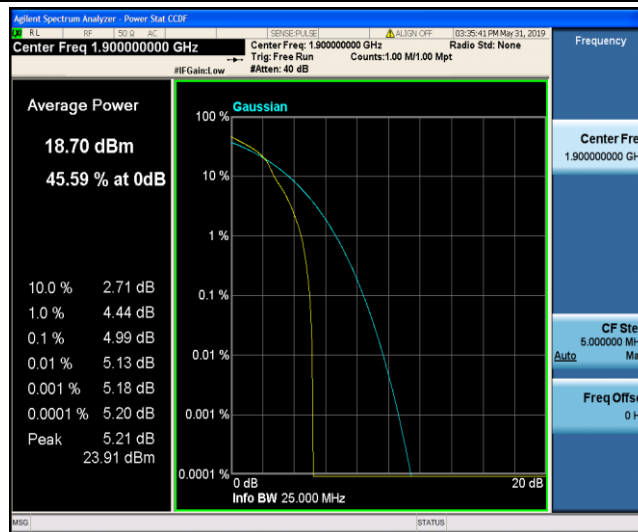 Agilent Spectrum Analyzer - Power Stat CCDF
RL RF 50 Ω AC SENSE:PULSE ALIGN OFF 03:35:41 PM May 31, 2019
Center Freq 1.900000000 GHz
Center Freq: 1.900000000 GHz Radio Std: None
Trig: Free Run Counts:1.00 M/1.00 Mpt
#IFGain:Low #Atten: 40 dB
Frequency
Average Power
18.70 dBm
45.59 % at 0dB
10.0 % 2.71 dB
1.0 % 4.44 dB
0.1 % 4.99 dB
0.01 % 5.13 dB
0.001 % 5.18 dB
0.0001 % 5.20 dB
Peak 5.21 dB
23.91 dBm
Gaussian
100 %
10 %
1 %
0.1 %
0.01 %
0.001 %
0.0001 %
0 dB 20 dB
Info BW 25.000 MHz
Center Fre
1.900000000 GH
CF Ste
5.000000 MH
Auto Ma
Freq Offse
0 H
MSG STATUS